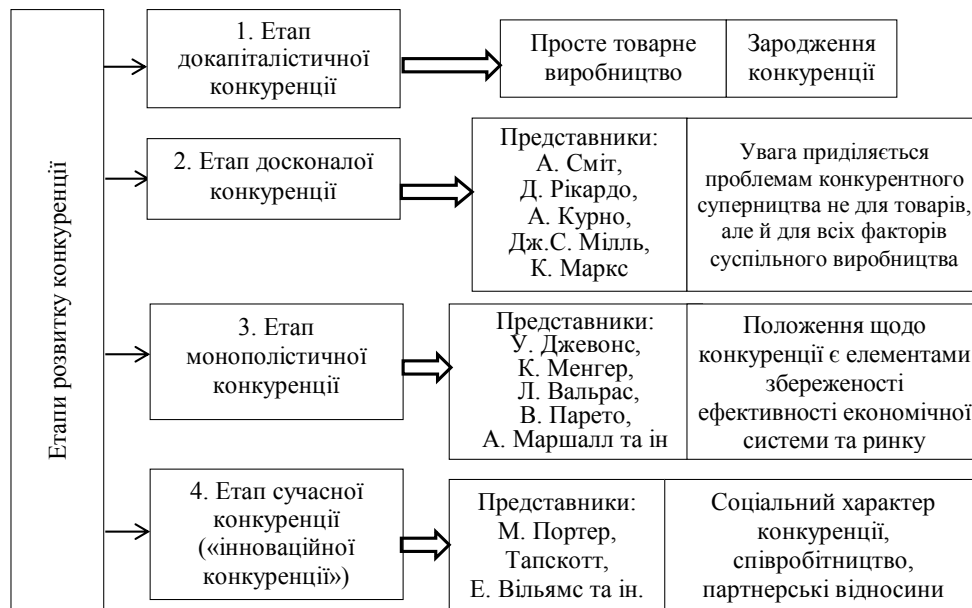 Етапи розвитку конкуренції
1. Етап
докапіталістичної
конкуренції
Просте товарне
виробництво
Зародження
конкуренції
2. Етап досконалої
конкуренції
Представники:
А. Сміт,
Д. Рікардо,
А. Курно,
Дж.С. Мілль,
К. Маркс
Увага приділяється
проблемам конкурентного
суперництва не для товарів,
але й для всіх факторів
суспільного виробництва
3. Етап
монополістичної
конкуренції
Представники:
У. Джевонс,
К. Менгер,
Л. Вальрас,
В. Парето,
А. Маршалл та ін
Положення щодо
конкуренції є елементами
збереженості
ефективності економічної
системи та ринку
4. Етап сучасної
конкуренції
(«інноваційної
конкуренції»)
Представники:
М. Портер,
Тапскотт,
Е. Вільямс та ін.
Соціальний характер
конкуренції,
співробітництво,
партнерські відносини